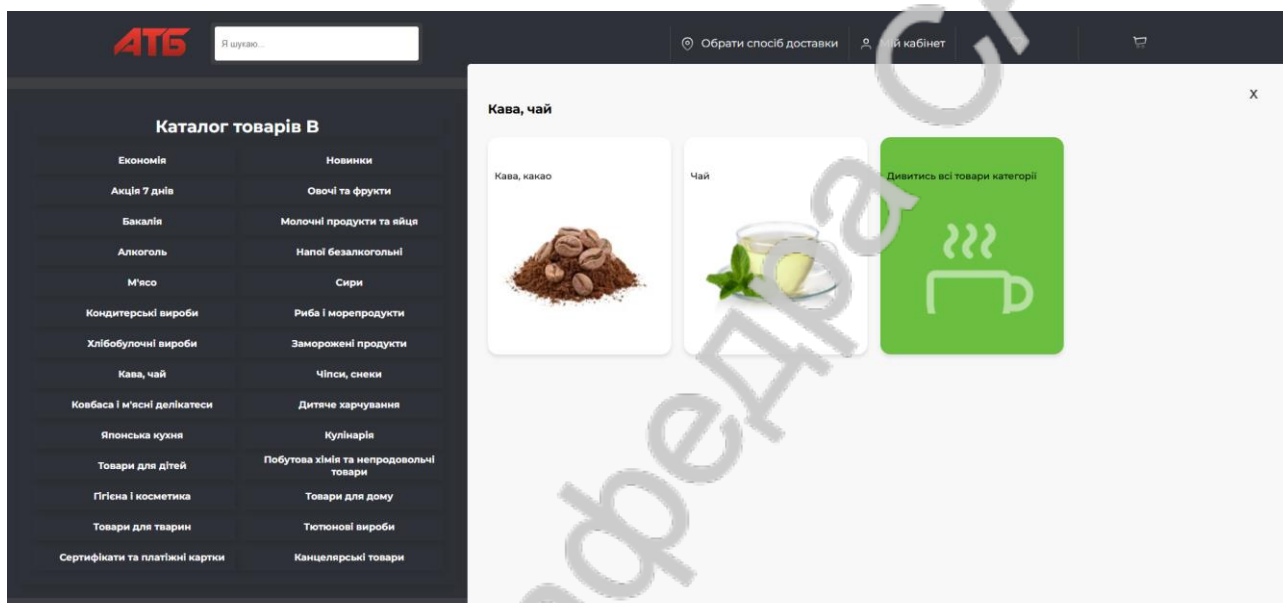 АТБ
Я шукаю...
Обрати спосіб доставки
Мій кабінет
Каталог товарів В
Економія
Новинки
Акція 7 днів
Овочі та фрукти
Бакалія
Молочні продукти та яйця
Алкоголь
Напої безалкогольні
М'ясо
Сири
Кондитерські вироби
Риба і морепродукти
Хлібобулочні вироби
Заморожені продукти
Кава, чай
Чіпси, снеки
Ковбаса і м'ясні делікатеси
Дитяче харчування
Японська кухня
Кулінарія
Товари для дітей
Побутова хімія та непродовольчі
товари
Гігієна і косметика
Товари для дому
Товари для тварин
Тютюнові вироби
Сертифікати та платіжні картки
Канцелярські товари
Кава, чай
X
Кава, какао
Чай
Дивитись всі товари категорії
федра С